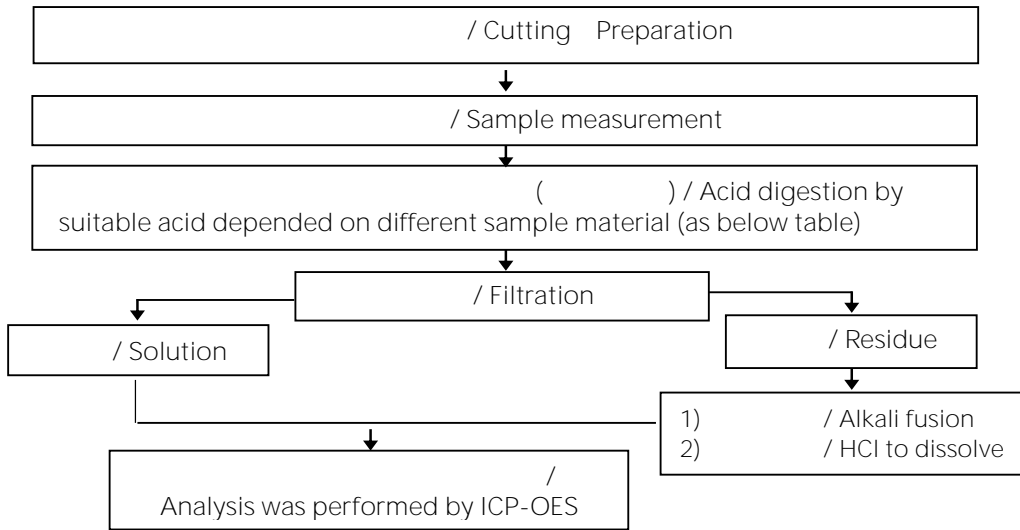 / Cutting Preparation
/ Sample measurement
( ) / Acid digestion by
suitable acid depended on different sample material (as below table)
/ Filtration
/ Solution
/ Residue
1) / Alkali fusion
2) / HCl to dissolve
/
Analysis was performed by ICP-OES